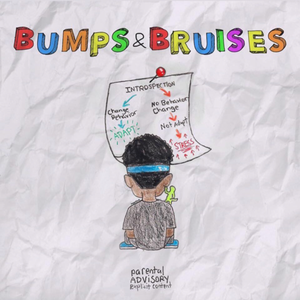 BUMPS & BRUISES
INTROSPECTION
Change Behavior
No Behavior Change
ADAPT
Not Adapt
STRESS
parental
ADVISORY
Explicit content